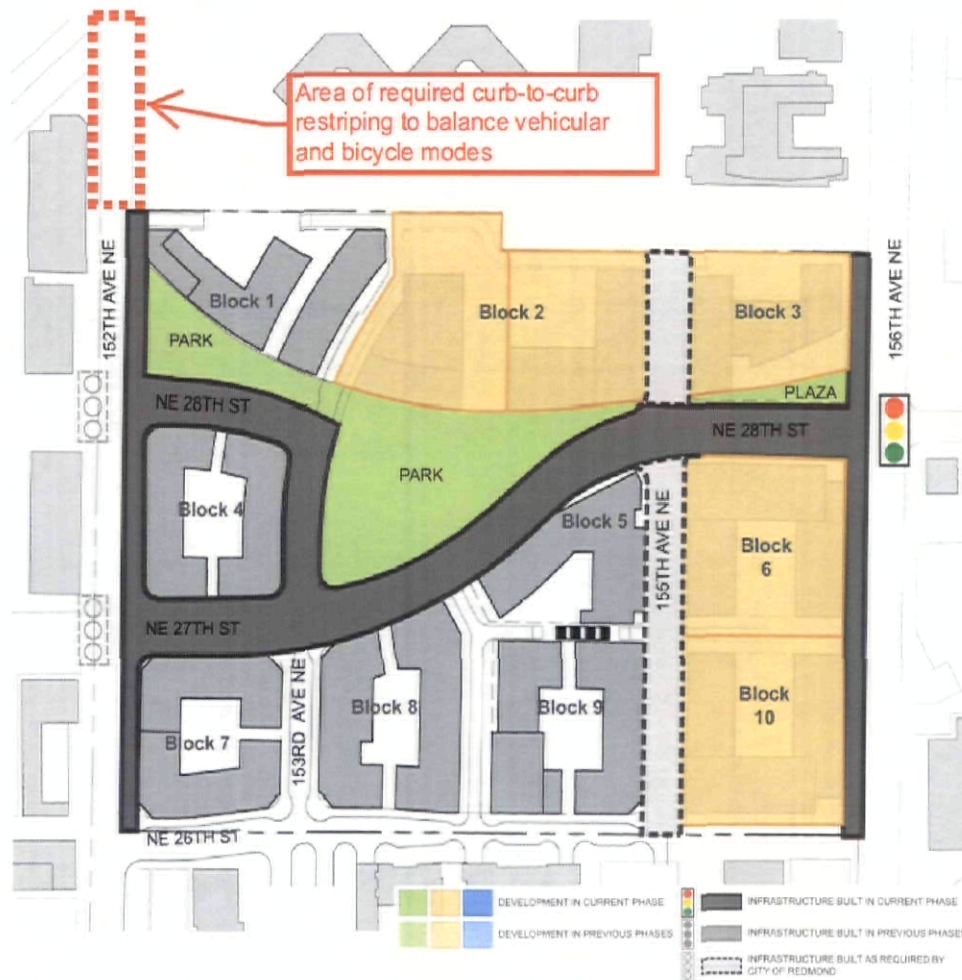 Area of required curb-to-curb
restriping to balance vehicular
and bicycle modes
152TH AVE NE
156TH AVE NE
Block 1
Block 2
Block 3
PARK
PLAZA
NE 28TH ST
NE 28TH ST
PARK
Block 4
Block 5
155TH AVE NE
Block
6
NE 27TH ST
153RD AVE NE
Block 7
Block 8
Block 9
Block
10
NE 26TH ST
DEVELOPMENT IN CURRENT PHASE
INFRASTRUCTURE BUILT IN CURRENT PHASE
DEVELOPMENT IN PREVIOUS PHASES
INFRASTRUCTURE BUILT IN PREVIOUS PHASES
INFRASTRUCTURE BUILT AS REQUIRED BY
CITY OF REDMOND